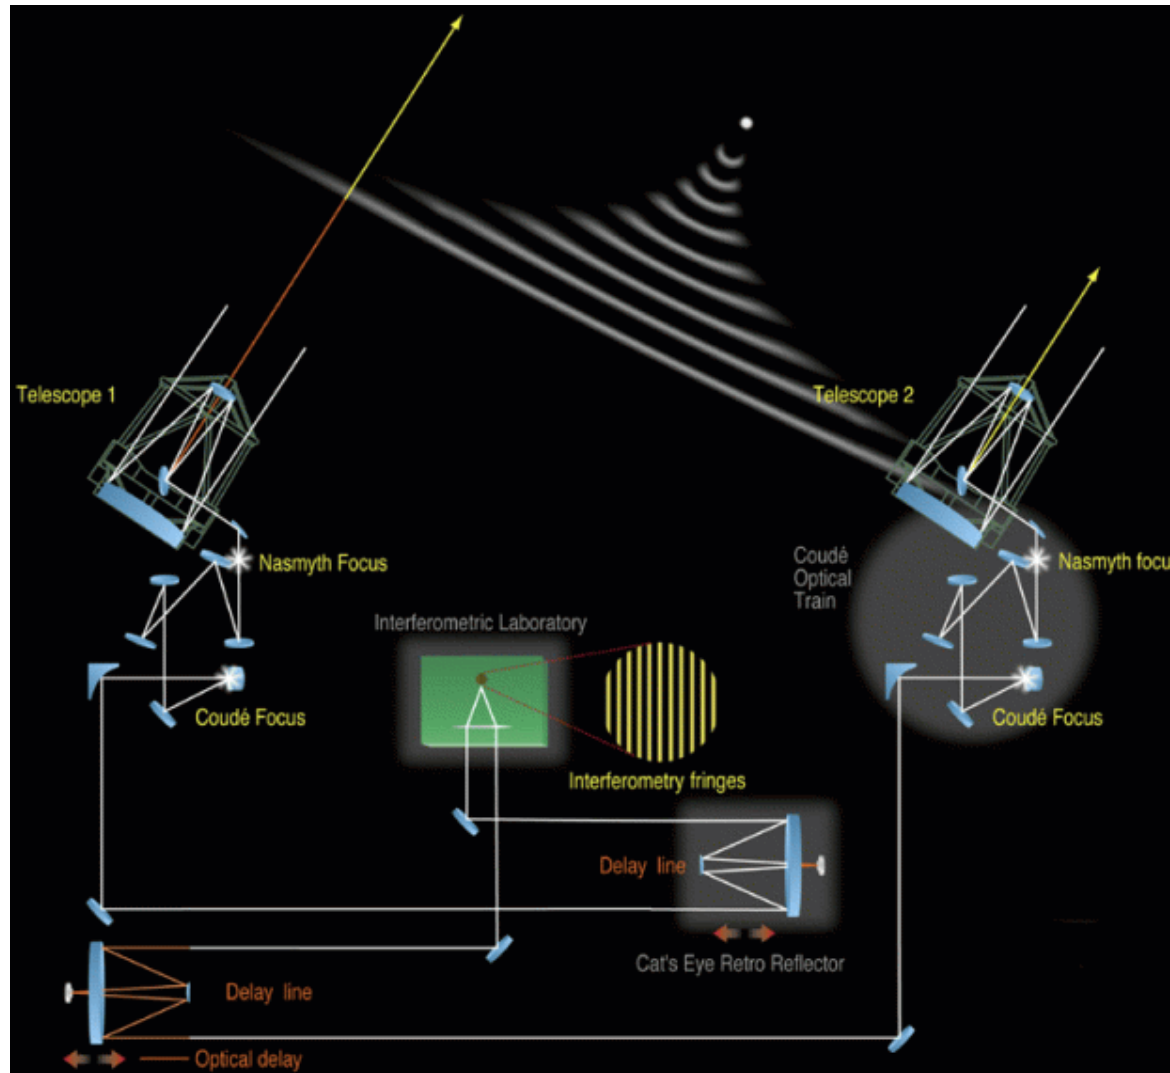 Telescope 1
Telescope 2
Nasmyth Focus
Coudé
Optical
Train
Nasmyth focu
Interferometric Laboratory
Coudé Focus
Coudé Focus
Interferometry fringes
Delay line
Cat's Eye Retro Reflector
Delay line
Optical delay